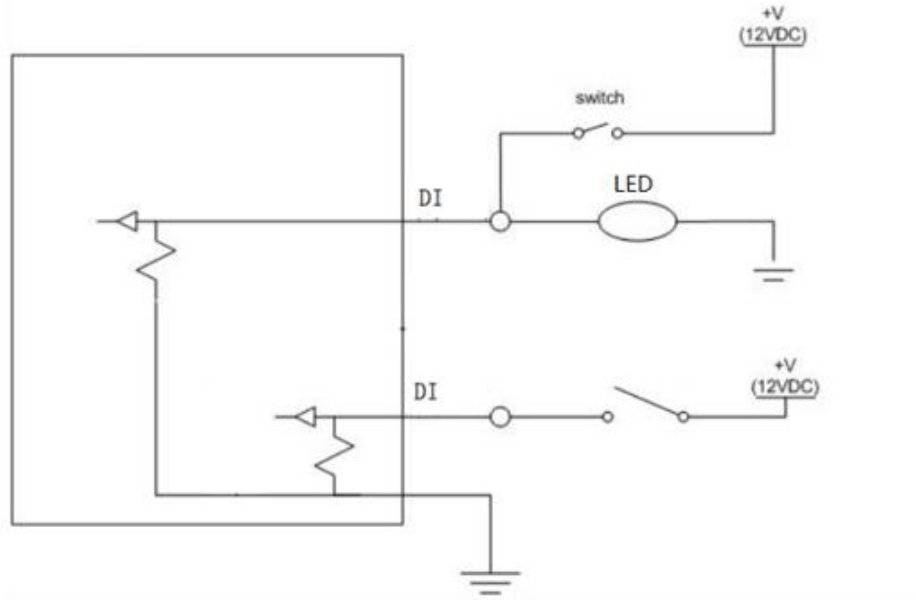 +V
(12VDC)
switch
LED
DI
+V
(12VDC)
DI